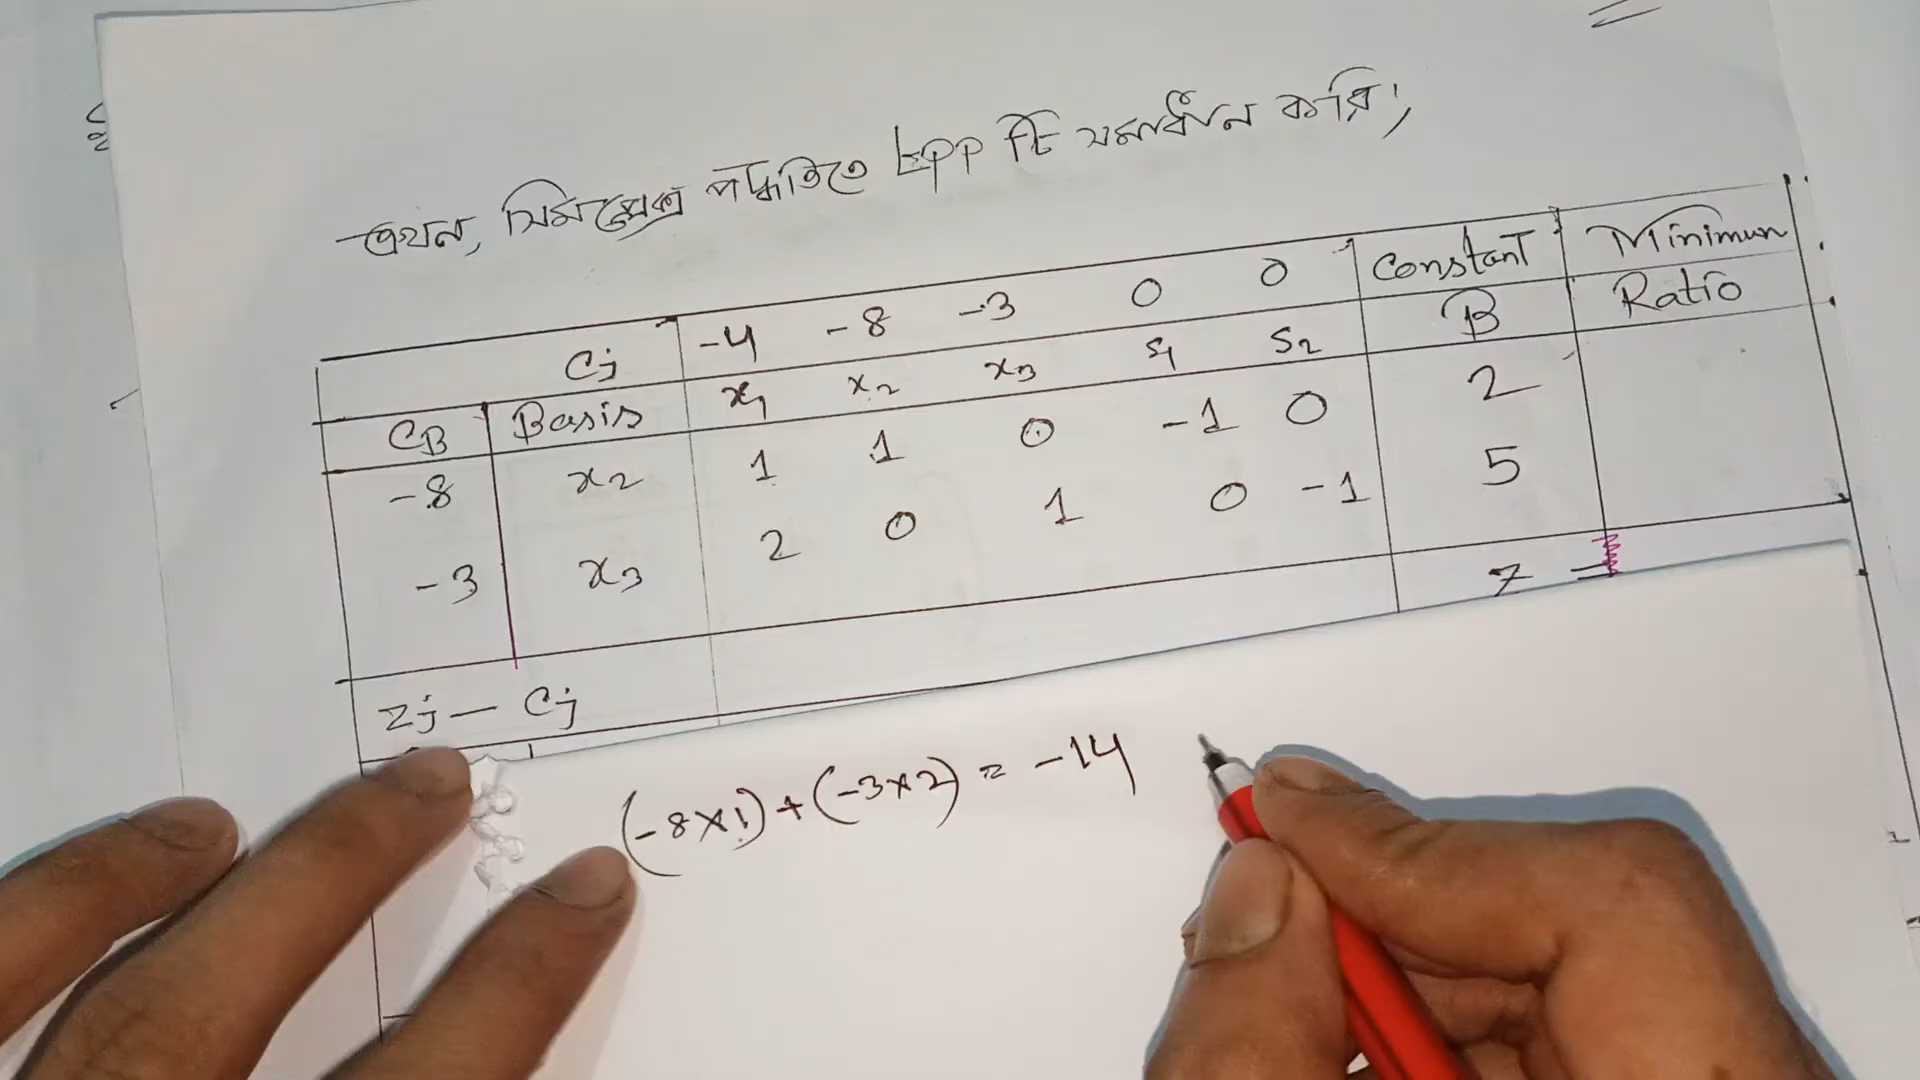 এখন, সিমপ্লেক্স পদ্ধতিতে Lpp টি সমাধান করি,
Cj -4 -8 -3 0 0 Constant Minimun
CB Basis x1 x2 x3 s1 s2 B Ratio
-8 x2 1 1 0 -1 0 2
-3 x3 2 0 1 0 -1 5
Zj - Cj 7
(-8×1)+(-3×2) = -14